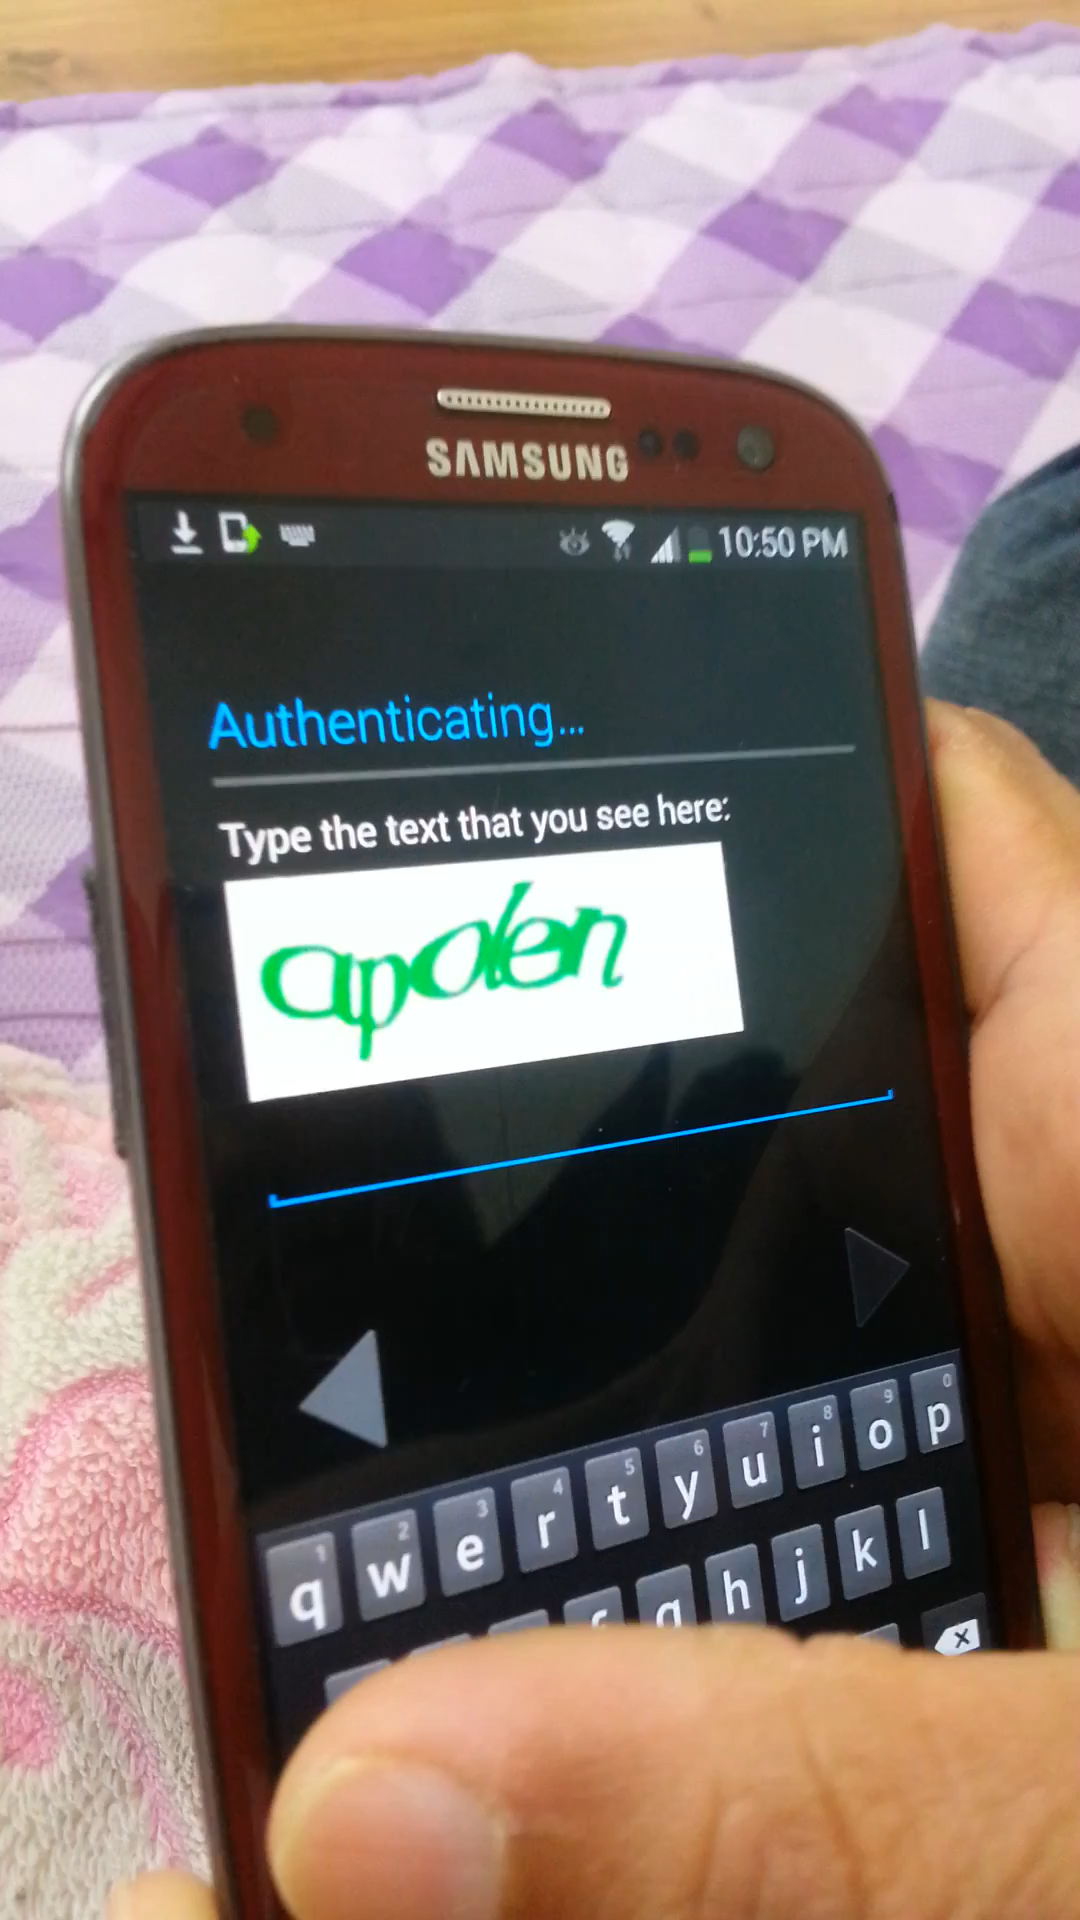 SAMSUNG
10:50 PM
Authenticating...
Type the text that you see here:
1 2 3 4 5 6 7 8 9 0
q w e r t y u i o p
h j k l